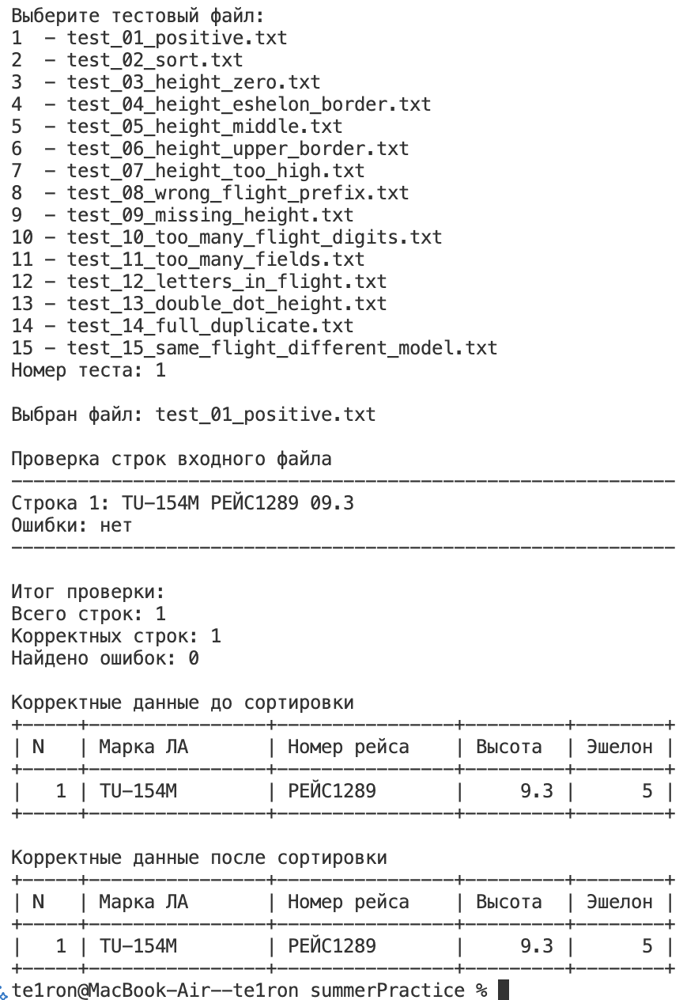 Выберите тестовый файл:
1  – test_01_positive.txt
2  – test_02_sort.txt
3  – test_03_height_zero.txt
4  – test_04_height_eshelon_border.txt
5  – test_05_height_middle.txt
6  – test_06_height_upper_border.txt
7  – test_07_height_too_high.txt
8  – test_08_wrong_flight_prefix.txt
9  – test_09_missing_height.txt
10 – test_10_too_many_flight_digits.txt
11 – test_11_too_many_fields.txt
12 – test_12_letters_in_flight.txt
13 – test_13_double_dot_height.txt
14 – test_14_full_duplicate.txt
15 – test_15_same_flight_different_model.txt
Номер теста: 1

Выбран файл: test_01_positive.txt

Проверка строк входного файла
------------------------------------------------------------
Строка 1: TU-154M РЕЙС1289 09.3
Ошибки: нет
------------------------------------------------------------

Итог проверки:
Всего строк: 1
Корректных строк: 1
Найдено ошибок: 0

Корректные данные до сортировки
+-----+----------------+----------------+---------+--------+
| N   | Марка ЛА       | Номер рейса    | Высота  | Эшелон |
+-----+----------------+----------------+---------+--------+
|   1 | TU-154M        | РЕЙС1289       |     9.3 |      5 |
+-----+----------------+----------------+---------+--------+

Корректные данные после сортировки
+-----+----------------+----------------+---------+--------+
| N   | Марка ЛА       | Номер рейса    | Высота  | Эшелон |
+-----+----------------+----------------+---------+--------+
|   1 | TU-154M        | РЕЙС1289       |     9.3 |      5 |
+-----+----------------+----------------+---------+--------+
te1ron@MacBook-Air--te1ron summerPractice %